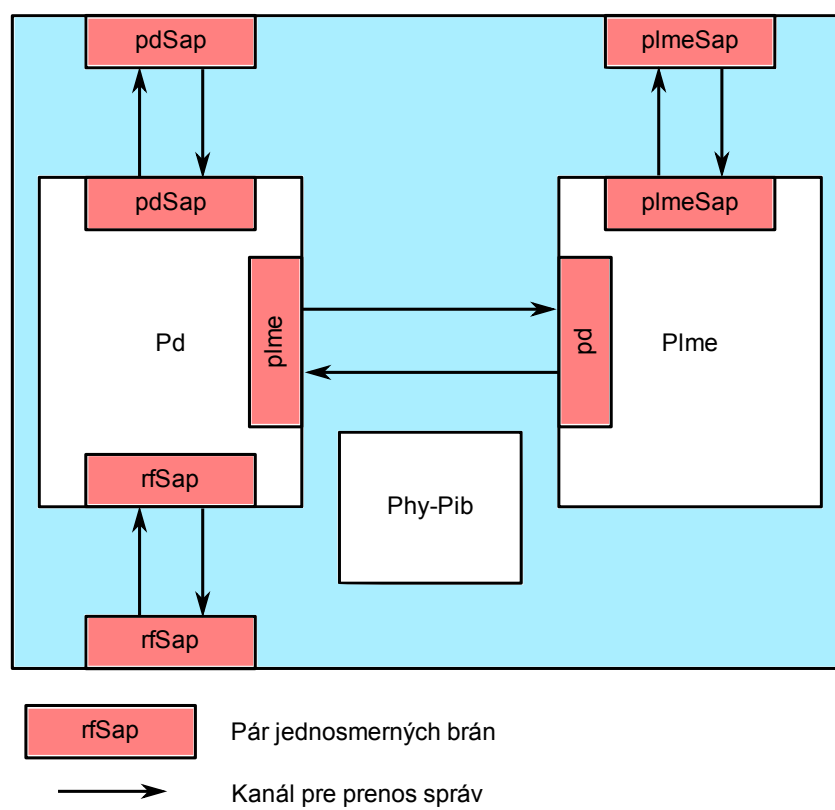 pdSap
plmeSap
pdSap
plmeSap
plme
pd
Pd
Plme
rfSap
Phy-Pib
rfSap
rfSap
Pár jednosmerných brán
Kanál pre prenos správ